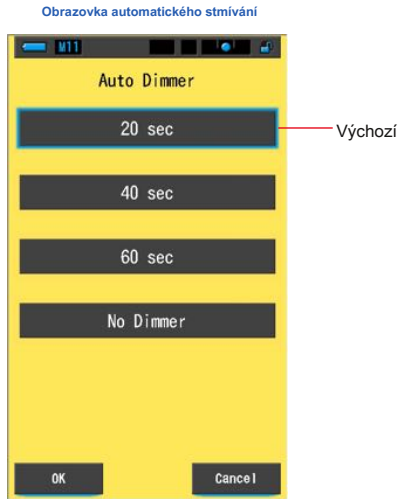 Obrazovka automatického stmívání
M11
Auto Dimmer
20 sec
Výchozí
40 sec
60 sec
No Dimmer
OK
Cancel